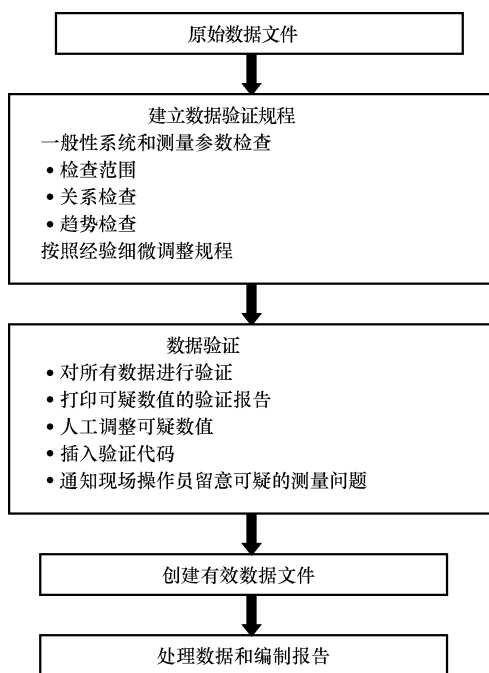 原始数据文件
建立数据验证规程
一般性系统和测量参数检查
• 检查范围
• 关系检查
• 趋势检查
按照经验细微调整规程
数据验证
• 对所有数据进行验证
• 打印可疑数值的验证报告
• 人工调整可疑数值
• 插入验证代码
• 通知现场操作员留意可疑的测量问题
创建有效数据文件
处理数据和编制报告